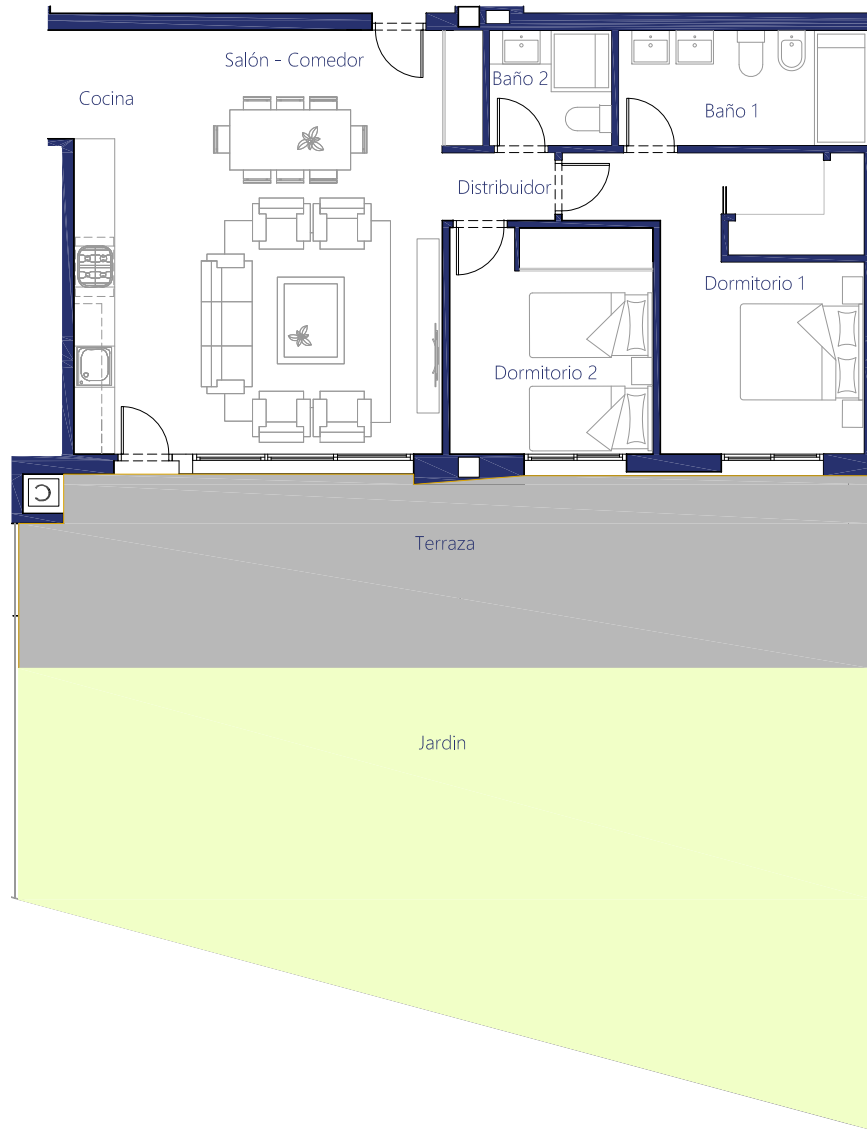 Salón - Comedor
Cocina
Baño 2
Baño 1
Distribuidor
Dormitorio 1
Dormitorio 2
Terraza
Jardin